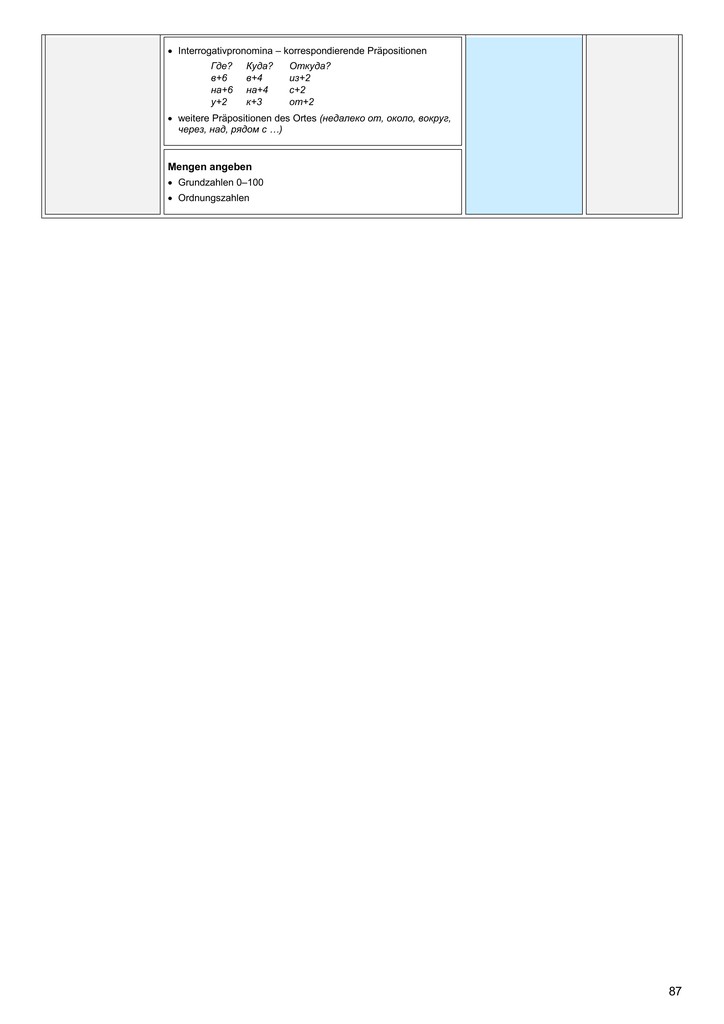 • Interrogativpronomina – korrespondierende Präpositionen
Где? Куда? Откуда?
в+6 в+4 из+2
на+6 на+4 с+2
у+2 к+3 от+2
• weitere Präpositionen des Ortes (недалеко от, около, вокруг,
через, над, рядом с …)
Mengen angeben
• Grundzahlen 0–100
• Ordnungszahlen
87